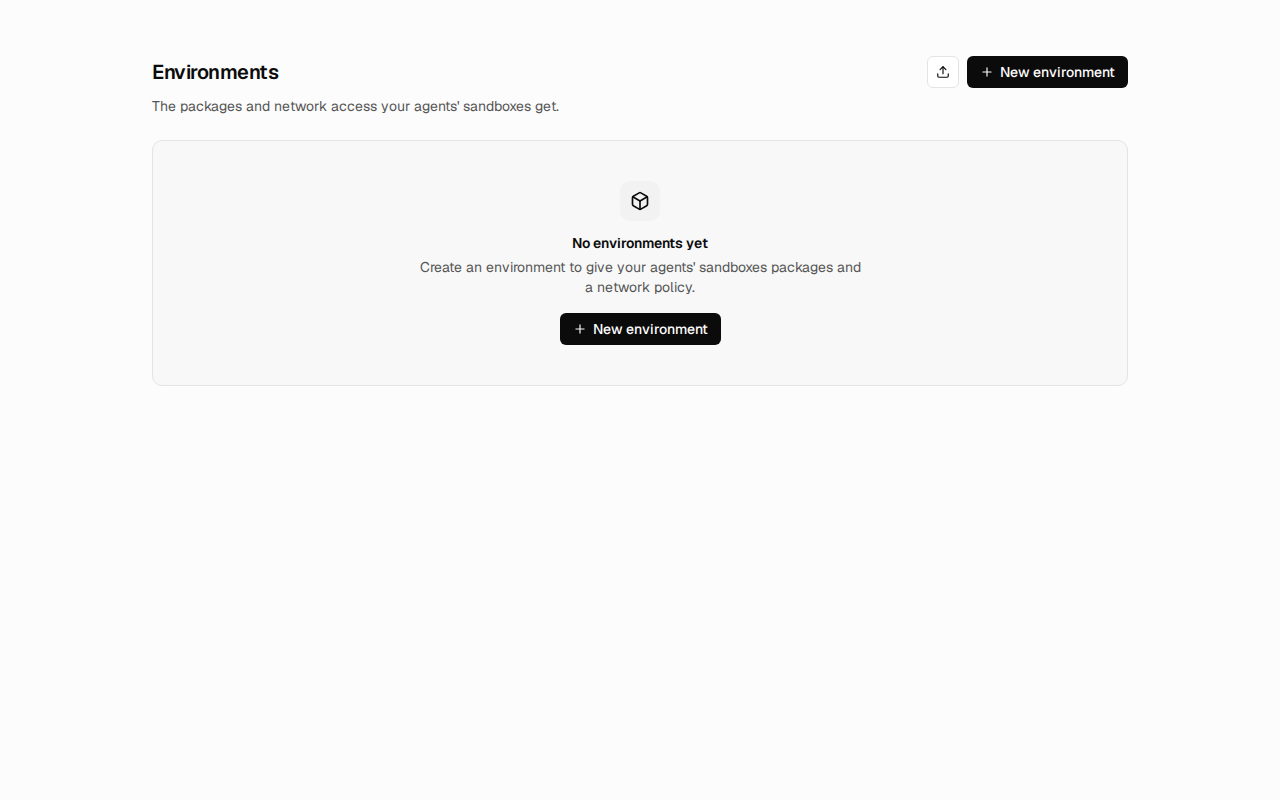 Environments
New environment
The packages and network access your agents' sandboxes get.
No environments yet
Create an environment to give your agents' sandboxes packages and
a network policy.
New environment